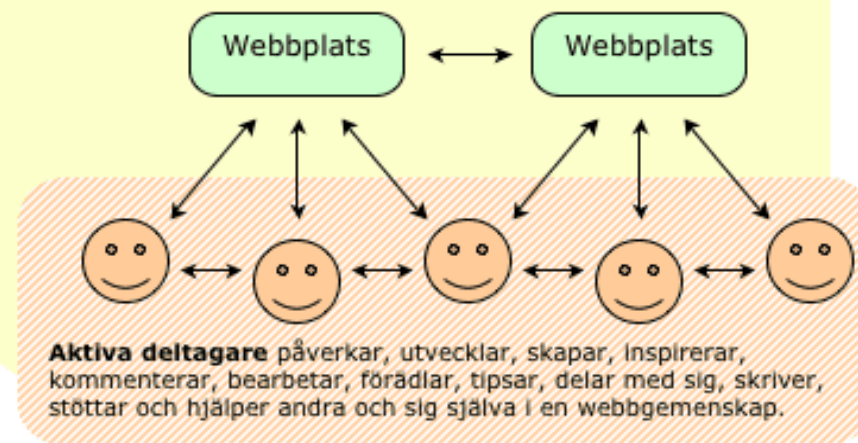 Webbplats
Webbplats
Aktiva deltagare påverkar, utvecklar, skapar, inspirerar,
kommenterar, bearbetar, förädlar, tipsar, delar med sig, skriver,
stöttar och hjälper andra och sig själva i en webbgemenskap.